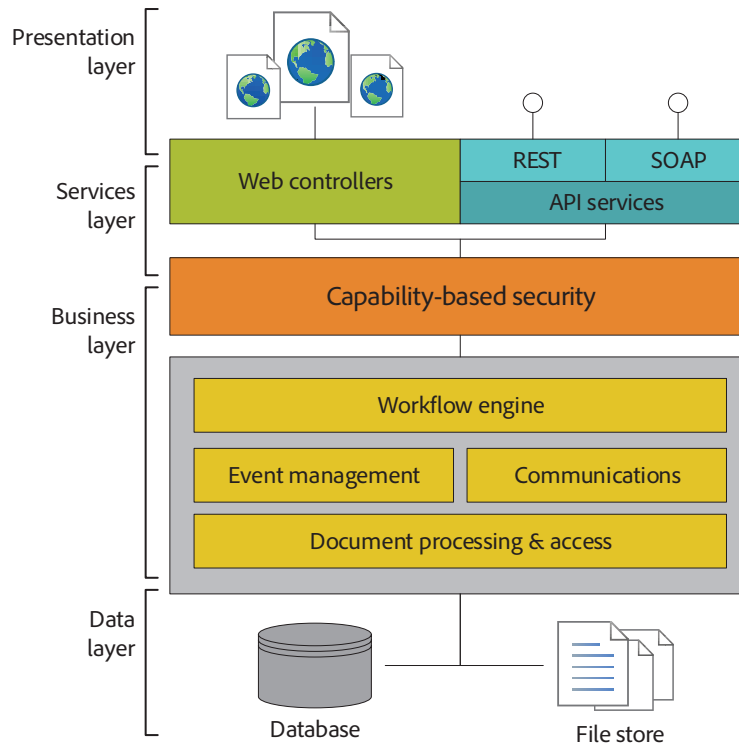 Presentation
layer
REST
SOAP
Web controllers
API services
Services
layer
Capability-based security
Business
layer
Workflow engine
Event management
Communications
Document processing & access
Data
layer
Database
File store